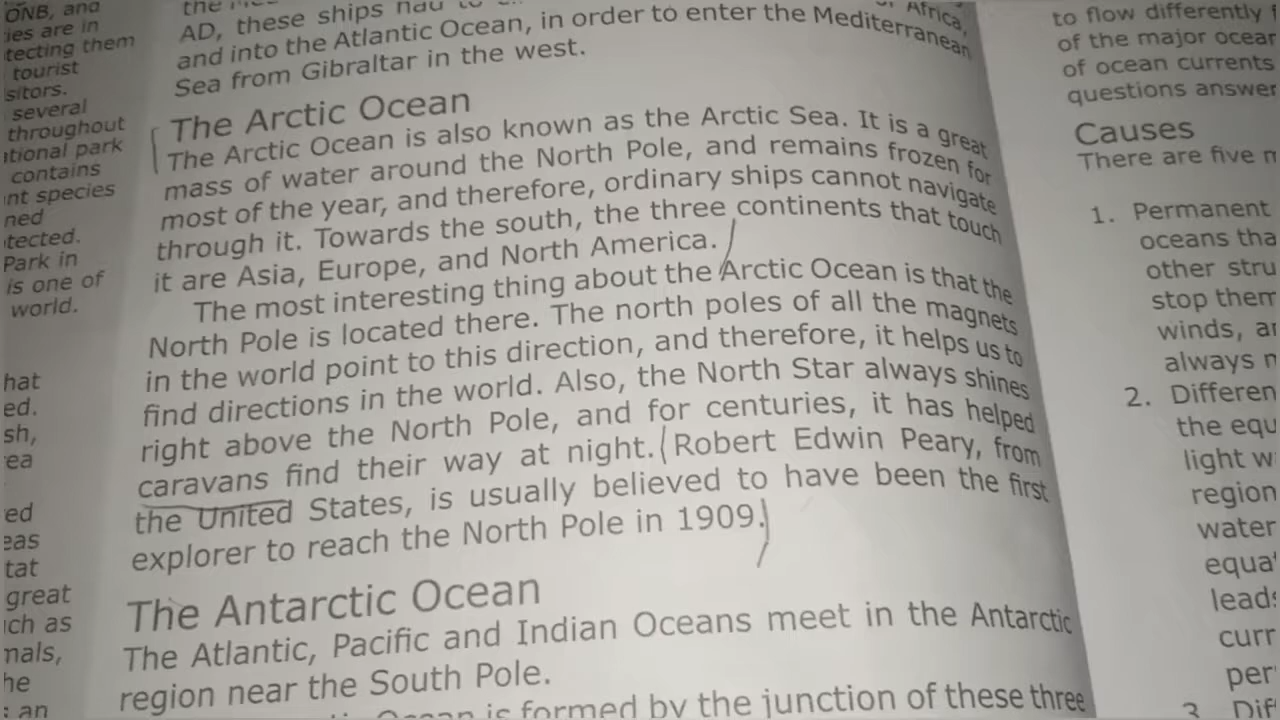 ONB, and
ies are in
tecting them
tourist
sitors.
several
throughout
ational park
contains
nt species
ned
tected.
Park in
is one of
world.
hat
ed.
sh,
ea
ed
eas
tat
great
ch as
mals,
he
an
AD, these ships had
and into the Atlantic Ocean, in order to enter the Mediterranean
Sea from Gibraltar in the west.
The Arctic Ocean
The Arctic Ocean is also known as the Arctic Sea. It is a great
mass of water around the North Pole, and remains frozen for
most of the year, and therefore, ordinary ships cannot navigate
through it. Towards the south, the three continents that touch
it are Asia, Europe, and North America.
The most interesting thing about the Arctic Ocean is that the
North Pole is located there. The north poles of all the magnets
in the world point to this direction, and therefore, it helps us to
find directions in the world. Also, the North Star always shines
right above the North Pole, and for centuries, it has helped
caravans find their way at night. Robert Edwin Peary, from
the United States, is usually believed to have been the first
explorer to reach the North Pole in 1909.
The Antarctic Ocean
The Atlantic, Pacific and Indian Oceans meet in the Antarctic
region near the South Pole.
Ocean is formed by the junction of these three
to flow differently
of the major ocean
of ocean currents
questions answer
Causes
There are five
1. Permanent
oceans tha
other stru
stop them
winds, a
always
2. Differen
the equ
light w
region
water
equa
leads
curr
per
3. Dif